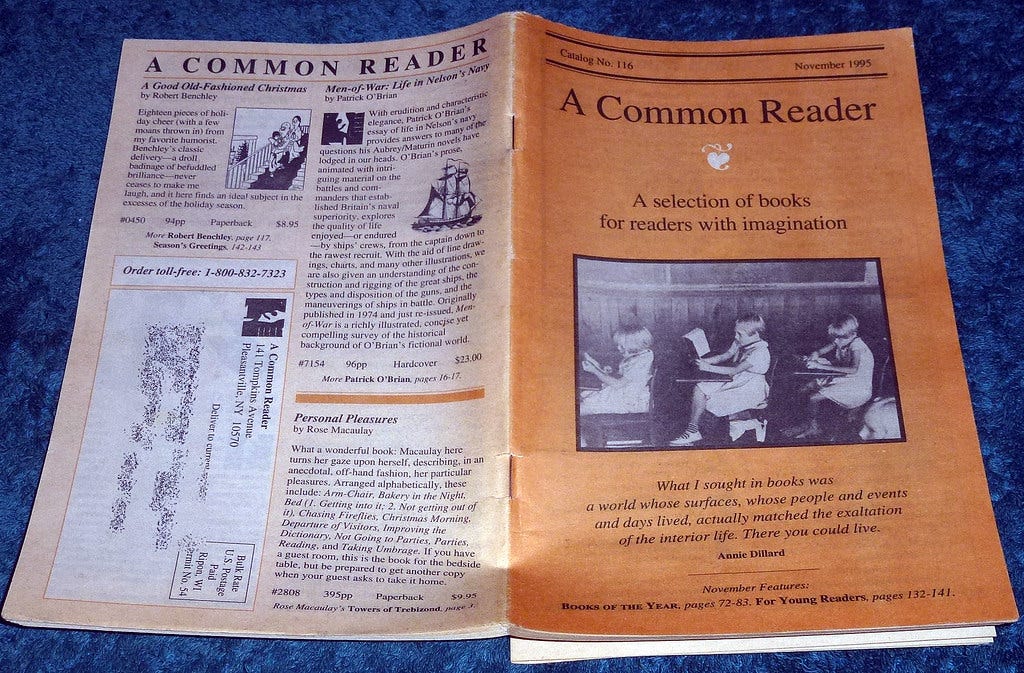 A COMMON READER
A Good Old-Fashioned Christmas
by Robert Benchley
Eighteen pieces of holi-
day cheer (with a few
moans thrown in) from
my favorite humorist.
Benchley's classic
delivery—a droll
badinage of befuddled
brilliance—never
ceases to make me
laugh, and it here finds an ideal subject in the
excesses of the holiday season.
#0450 94pp Paperback $8.95
More Robert Benchley, page 117.
Season's Greetings, 142-143
Order toll-free: 1-800-832-7323
A Common Reader
141 Tompkins Avenue
Pleasantville, NY 10570
Deliver to current
Bulk Rate
U.S. Postage
Paid
Ripon, WI
Permit No. 54
Men-of-War: Life in Nelson's Navy
by Patrick O'Brian
With erudition and characteristic
elegance, Patrick O'Brian's
essay of life in Nelson's navy
provides answers to many of the
questions his Aubrey/Maturin novels have
lodged in our heads. O'Brian's prose,
animated with intri-
guing material on the
battles and com-
manders that estab-
lished Britain's naval
superiority, explores
the quality of life
enjoyed—or endured
—by ships' crews, from the captain down to
the rawest recruit. With the aid of line draw-
ings, charts, and many other illustrations, we
are also given an understanding of the con-
struction and rigging of the great ships, the
types and disposition of the guns, and the
maneuverings of ships in battle. Originally
published in 1974 and just re-issued, Men-
of-War is a richly illustrated, concise yet
compelling survey of the historical
background of O'Brian's fictional world.
#7154 96pp Hardcover $23.00
More Patrick O'Brian, pages 16-17.
Personal Pleasures
by Rose Macaulay
What a wonderful book: Macaulay here
turns her gaze upon herself, describing, in an
anecdotal, off-hand fashion, her particular
pleasures. Arranged alphabetically, these
include: Arm-Chair, Bakery in the Night,
Bed (1. Getting into it; 2. Not getting out of
it), Chasing Fireflies, Christmas Morning,
Departure of Visitors, Improving the
Dictionary, Not Going to Parties, Parties,
Reading, and Taking Umbrage. If you have
a guest room, this is the book for the bedside
table, but be prepared to get another copy
when your guest asks to take it home.
#2808 395pp Paperback $9.95
Rose Macaulay's Towers of Trebizond, page 3.
Catalog No. 116 November 1995
A Common Reader
A selection of books
for readers with imagination
What I sought in books was
a world whose surfaces, whose people and events
and days lived, actually matched the exaltation
of the interior life. There you could live.
Annie Dillard
November Features:
BOOKS OF THE YEAR, pages 72-83. For Young Readers, pages 132-141.